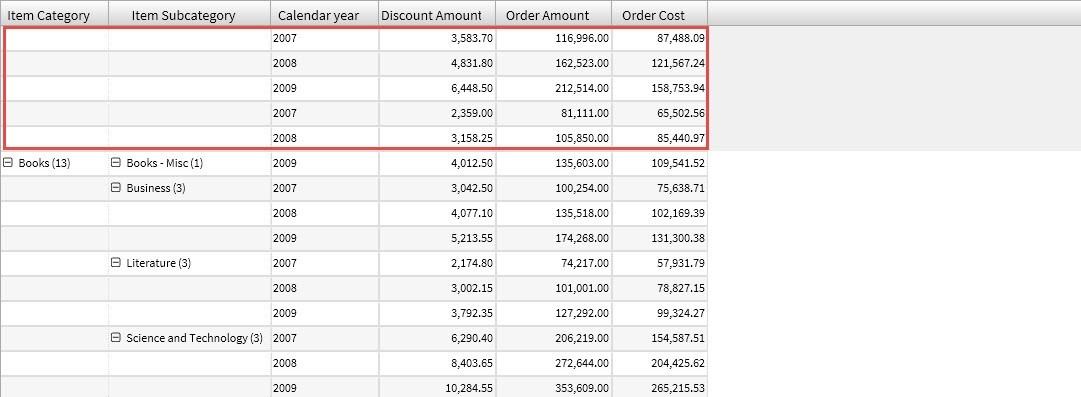 Item Category Item Subcategory Calendar year Discount Amount Order Amount Order Cost
2007 3,583.70 116,996.00 87,488.09
2008 4,831.80 162,523.00 121,567.24
2009 6,448.50 212,514.00 158,753.94
2007 2,359.00 81,111.00 65,502.56
2008 3,158.25 105,850.00 85,440.97
Books (13) Books - Misc (1) 2009 4,012.50 135,603.00 109,541.52
Business (3) 2007 3,042.50 100,254.00 75,638.71
2008 4,077.10 135,518.00 102,169.39
2009 5,213.55 174,268.00 131,300.38
Literature (3) 2007 2,174.80 74,217.00 57,931.79
2008 3,002.15 101,001.00 78,827.15
2009 3,792.35 127,292.00 99,324.27
Science and Technology (3) 2007 6,290.40 206,219.00 154,587.51
2008 8,403.65 272,644.00 204,425.62
2009 10,284.55 353,609.00 265,215.53